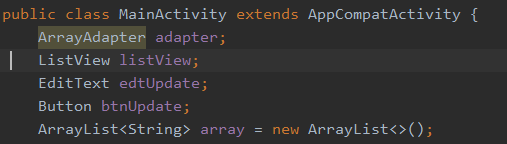 public class MainActivity extends AppCompatActivity {
ArrayAdapter adapter;
ListView listView;
EditText edtUpdate;
Button btnUpdate;
ArrayList<String> array = new ArrayList<>();